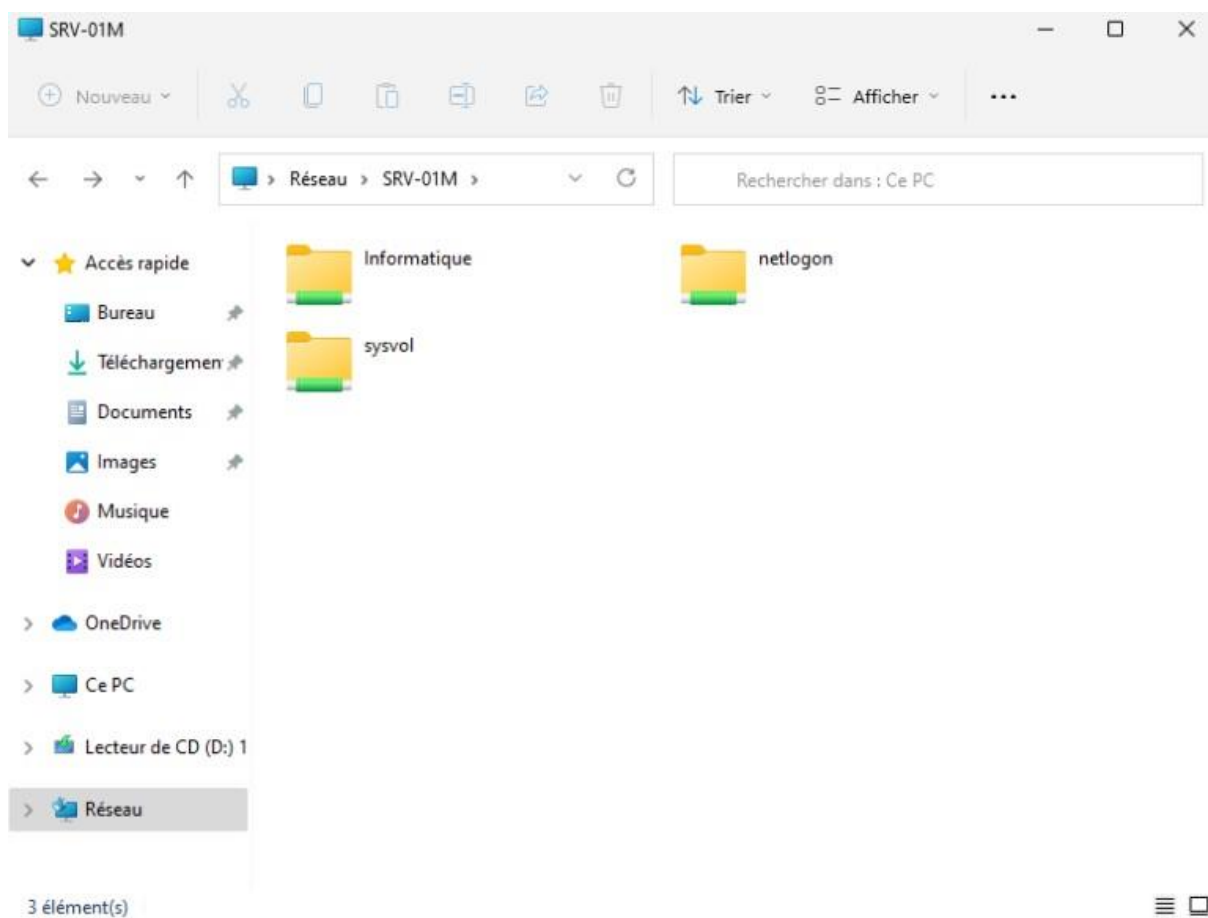 SRV-01M
Nouveau
Trier
Afficher
Réseau > SRV-01M >
Rechercher dans : Ce PC
Accès rapide
Bureau
Téléchargemen
Documents
Images
Musique
Vidéos
OneDrive
Ce PC
Lecteur de CD (D:) 1
Réseau
Informatique
netlogon
sysvol
3 élément(s)